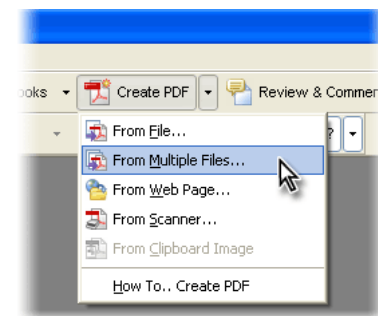 ooks Create PDF Review & Commen
From File... ?
From Multiple Files...
From Web Page...
From Scanner...
From Clipboard Image
How To.. Create PDF